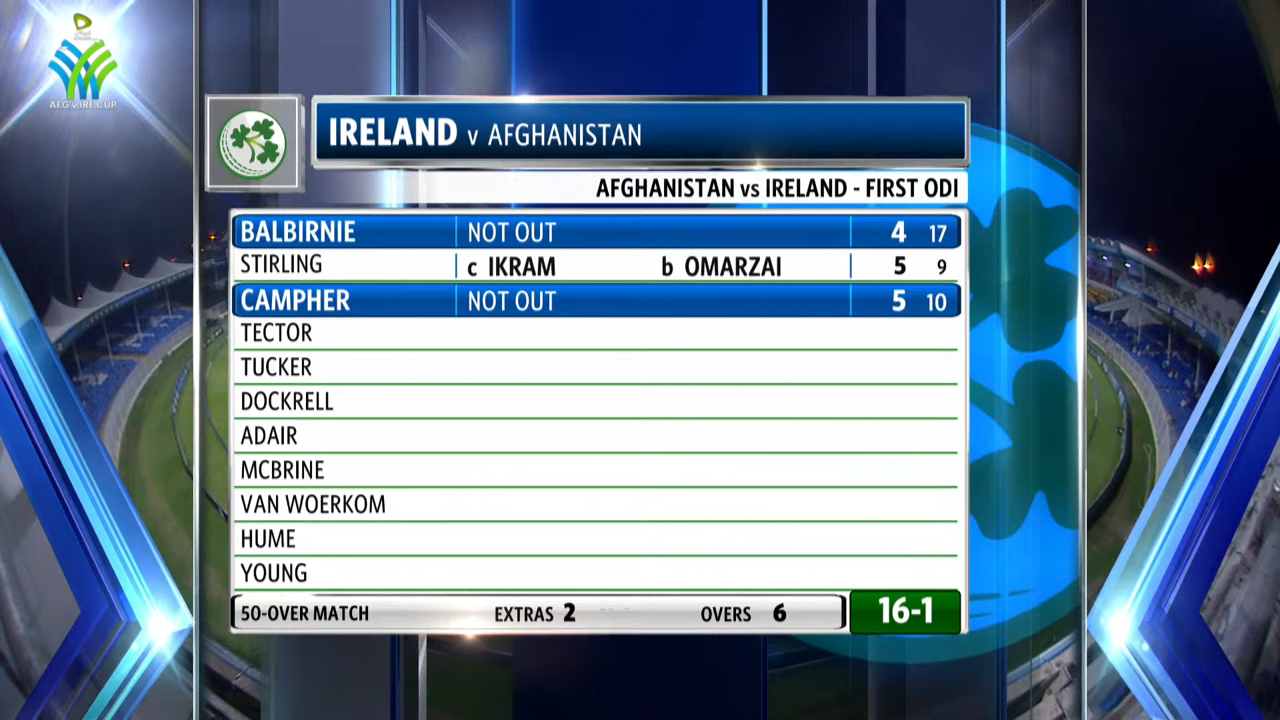 AFG v IRE CUP
IRELAND v AFGHANISTAN
AFGHANISTAN vs IRELAND - FIRST ODI
BALBIRNIE NOT OUT 4 17
STIRLING c IKRAM b OMARZAI 5 9
CAMPHER NOT OUT 5 10
TECTOR
TUCKER
DOCKRELL
ADAIR
MCBRINE
VAN WOERKOM
HUME
YOUNG
50-OVER MATCH EXTRAS 2 OVERS 6 16-1